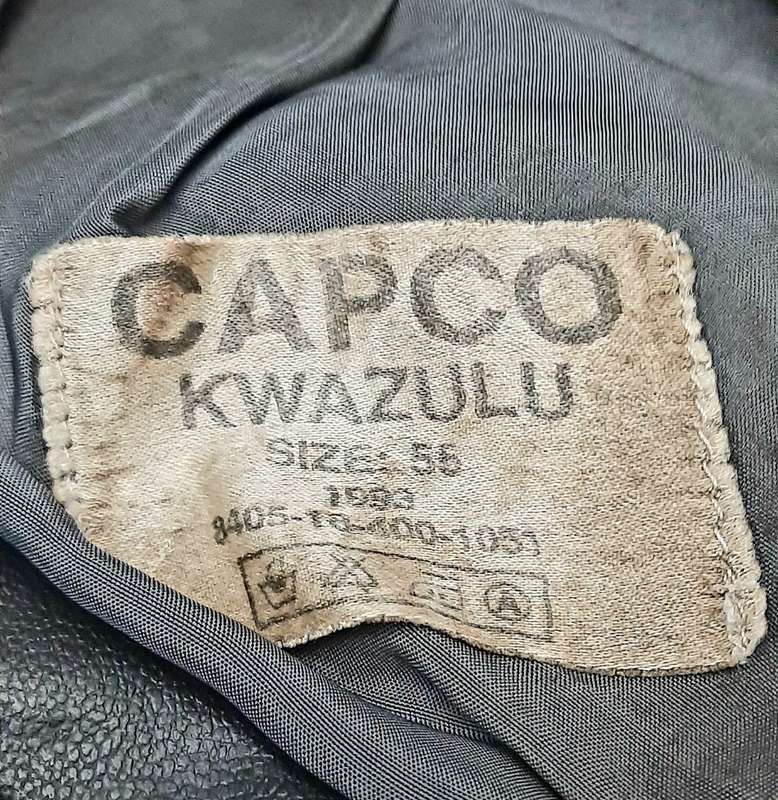 CAPCO
KWAZULU
SIZE: 56
1993
8405-18-400-1051
A